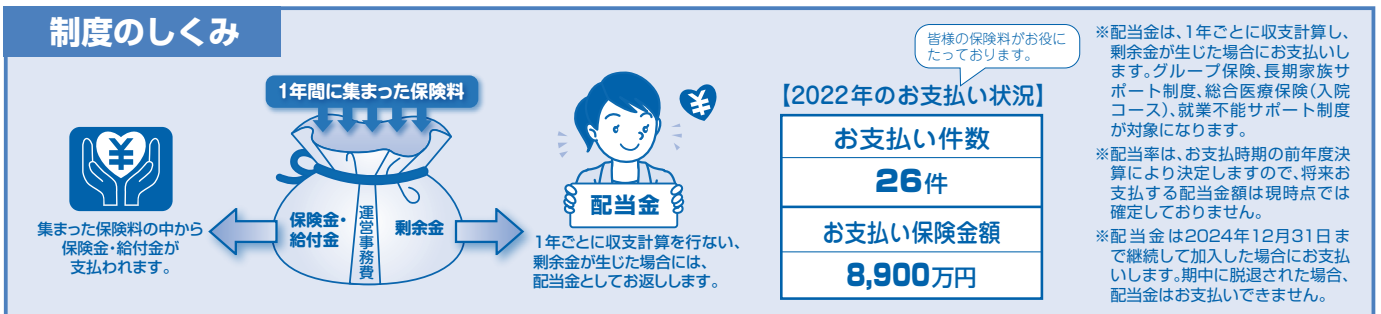 制度のしくみ
1年間に集まった保険料
¥
集まった保険料の中から
保険金・給付金が
支払われます。
保険金・
給付金
運営事務費
剰余金
¥
配当金
1年ごとに収支計算を行ない、
剰余金が生じた場合には、
配当金としてお返しします。
皆様の保険料がお役に
たっております。
【2022年のお支払い状況】
お支払い件数
26件
お支払い保険金額
8,900万円
※配当金は、1年ごとに収支計算し、
剰余金が生じた場合にお支払いし
ます。グループ保険、長期家族サ
ポート制度、総合医療保険(入院
コース)、就業不能サポート制度
が対象になります。
※配当率は、お支払時期の前年度決
算により決定しますので、将来お
支払する配当金額は現時点では
確定しておりません。
※配当金は2024年12月31日ま
で継続して加入した場合にお支払
いします。期中に脱退された場合、
配当金はお支払いできません。